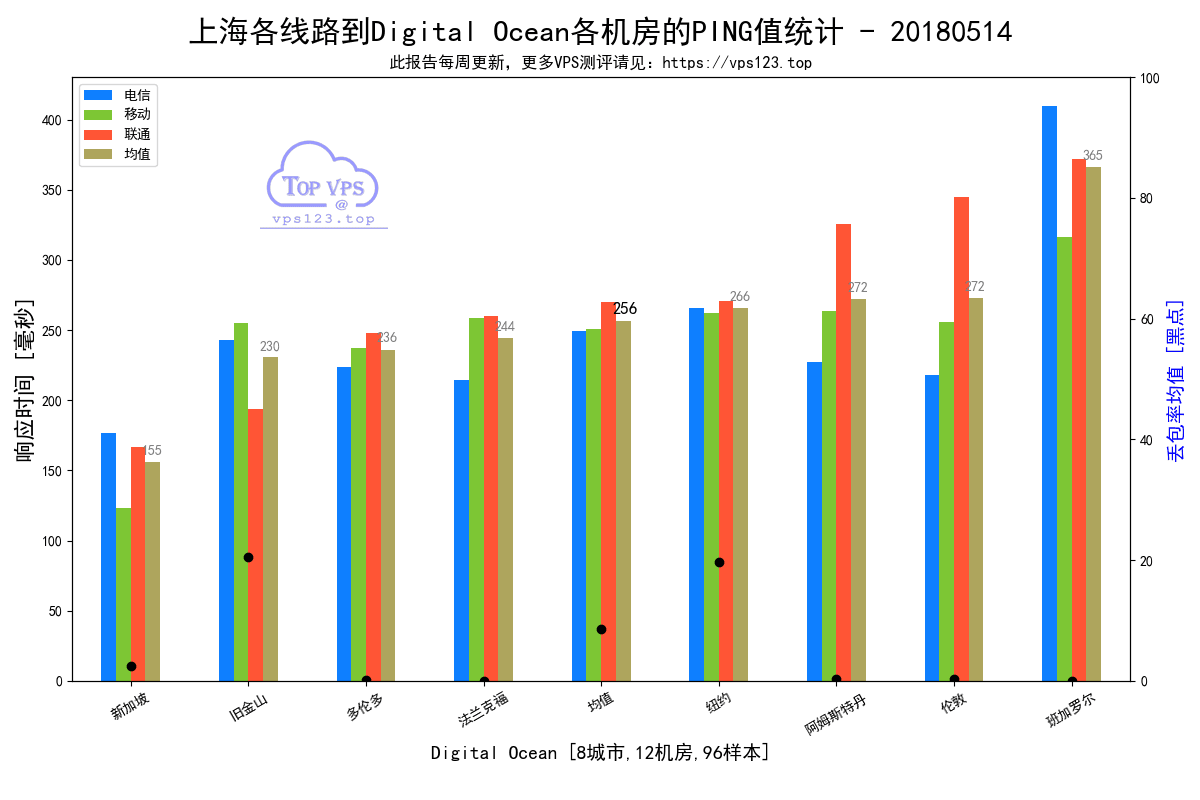 上海各线路到Digital Ocean各机房的PING值统计 - 20180514
此报告每周更新，更多VPS测评请见：https://vps123.top
电信
移动
联通
均值
TOP VPS
@
vps123.top
响应时间 [毫秒]
400
350
300
250
200
150
100
50
0
155
230
236
244
256
266
272
272
365
100
80
60
40
20
0
丢包率均值 [黑点]
新加坡
旧金山
多伦多
法兰克福
均值
纽约
阿姆斯特丹
伦敦
班加罗尔
Digital Ocean [8城市,12机房,96样本]